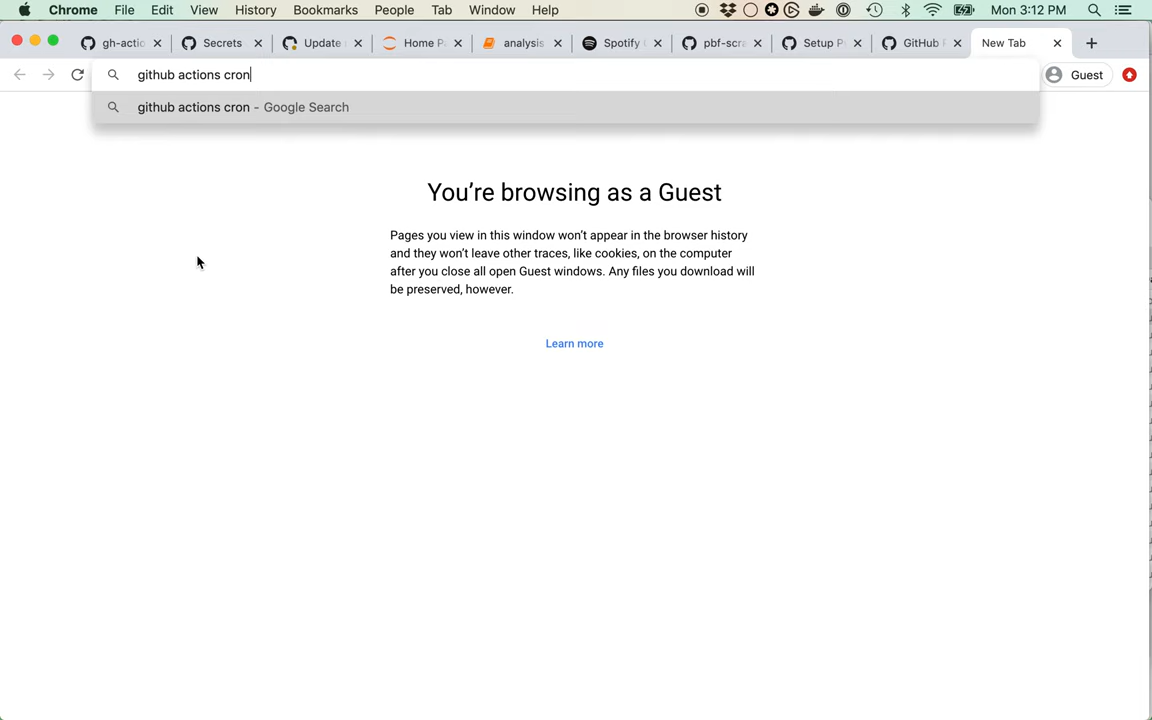 Chrome File Edit View History Bookmarks People Tab Window Help Mon 3:12 PM
gh-actio Secrets Update Home P analysis Spotify pbf-scra Setup P GitHub New Tab
github actions cron Guest
github actions cron - Google Search
You're browsing as a Guest
Pages you view in this window won't appear in the browser history
and they won't leave other traces, like cookies, on the computer
after you close all open Guest windows. Any files you download will
be preserved, however.
Learn more